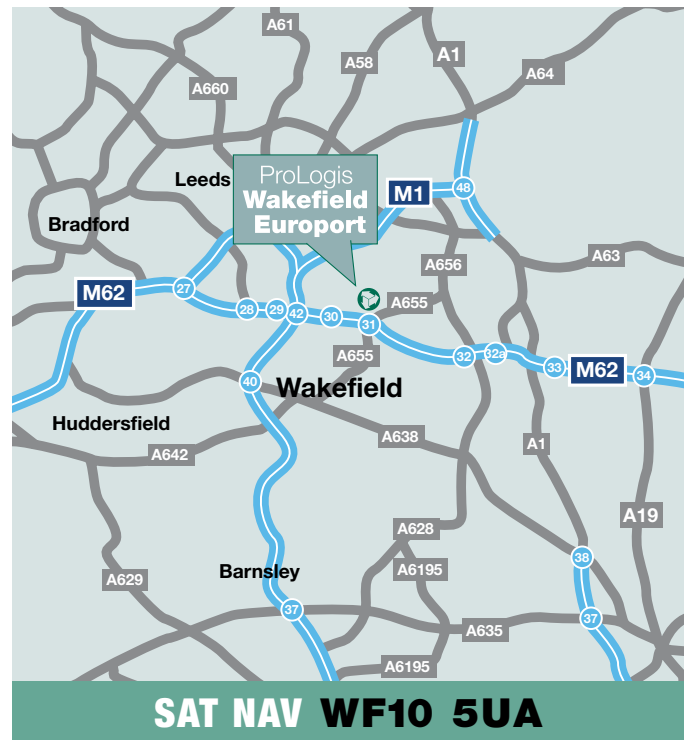 A61
A1
A58
A64
A660
Leeds
ProLogis
Wakefield
Europort
M1
48
Bradford
A656
A63
M62
27
A655
28
29
42
30
31
A655
32
32a
33
M62
34
40
Wakefield
Huddersfield
A642
A638
A1
A628
A19
Barnsley
A6195
38
A629
37
37
A635
A6195
SAT NAV WF10 5UA